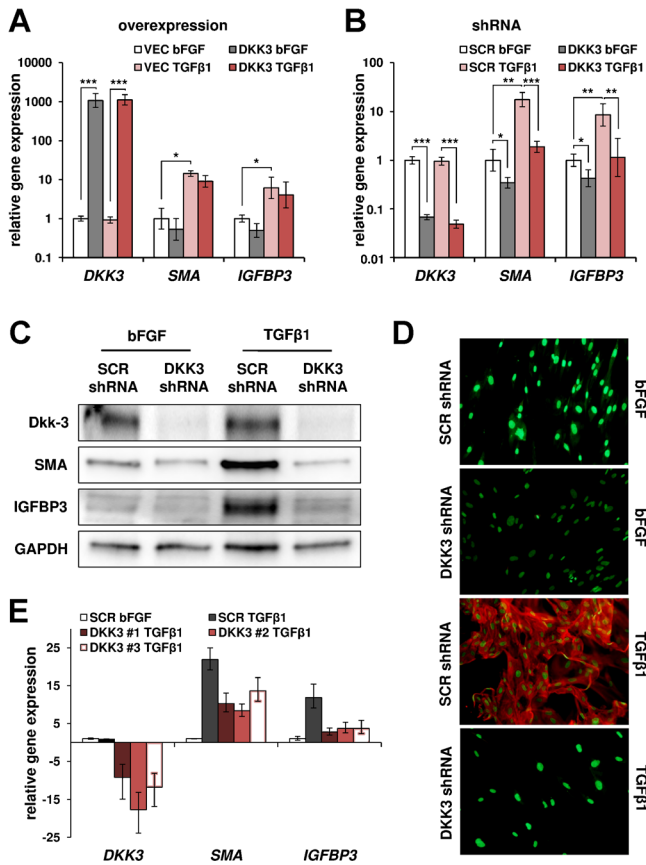 A
overexpression
VEC bFGF
DKK3 bFGF
VEC TGFβ1
DKK3 TGFβ1
relative gene expression
10000
1000
100
10
1
0.1
***
***
*
*
DKK3
SMA
IGFBP3
B
shRNA
SCR bFGF
DKK3 bFGF
SCR TGFβ1
DKK3 TGFβ1
relative gene expression
100
10
1
0.1
0.01
***
***
**
***
*
**
**
*
DKK3
SMA
IGFBP3
C
bFGF
TGFβ1
SCR shRNA
DKK3 shRNA
SCR shRNA
DKK3 shRNA
Dkk-3
SMA
IGFBP3
GAPDH
D
SCR shRNA
bFGF
DKK3 shRNA
bFGF
SCR shRNA
TGFβ1
DKK3 shRNA
TGFβ1
E
SCR bFGF
SCR TGFβ1
DKK3 #1 TGFβ1
DKK3 #2 TGFβ1
DKK3 #3 TGFβ1
relative gene expression
25
15
5
-5
-15
-25
DKK3
SMA
IGFBP3